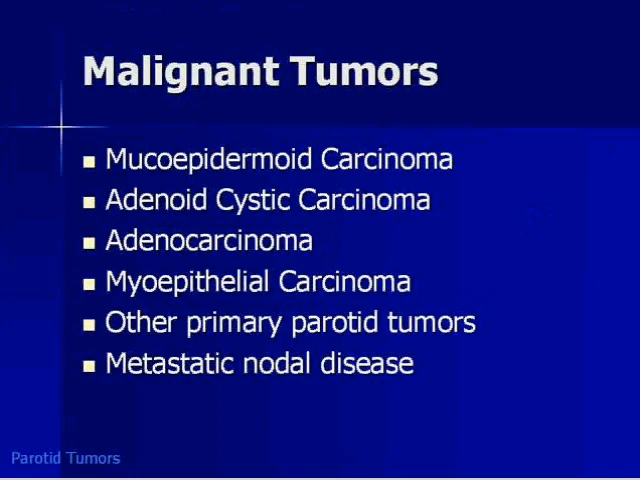 Malignant Tumors
Mucoepidermoid Carcinoma
Adenoid Cystic Carcinoma
Adenocarcinoma
Myoepithelial Carcinoma
Other primary parotid tumors
Metastatic nodal disease
Parotid Tumors